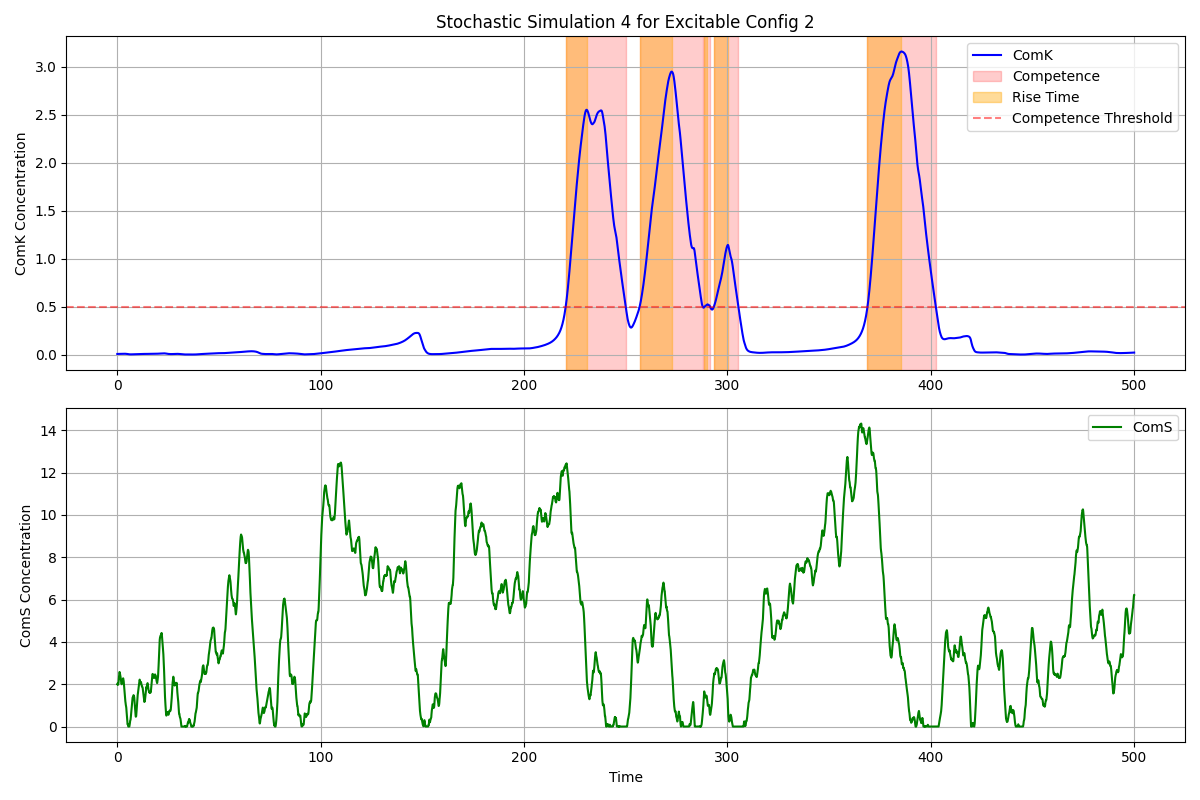 Stochastic Simulation 4 for Excitable Config 2
ComK Concentration
3.0
2.5
2.0
1.5
1.0
0.5
0.0
ComK
Competence
Rise Time
Competence Threshold
0 100 200 300 400 500
ComS Concentration
14
12
10
8
6
4
2
0
ComS
0 100 200 300 400 500
Time